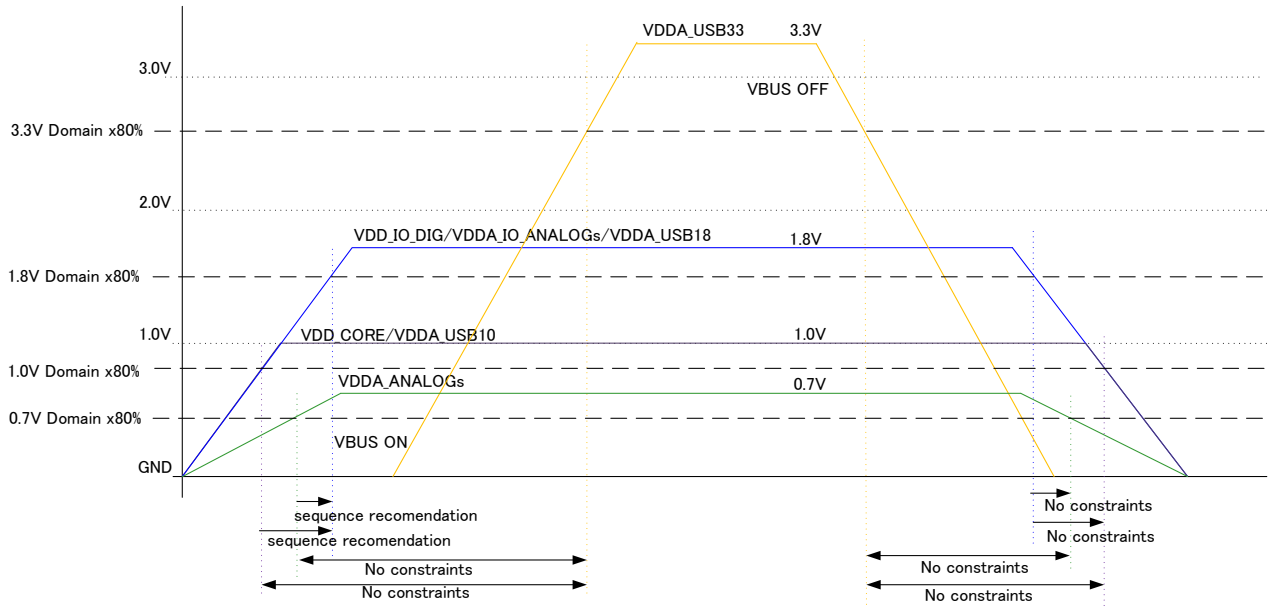 VDDA_USB33 3.3V
3.0V
VBUS OFF
3.3V Domain x80%
2.0V
VDD_IO_DIG/VDDA_IO_ANALOGs/VDDA_USB18 1.8V
1.8V Domain x80%
1.0V
VDD_CORE/VDDA_USB10 1.0V
1.0V Domain x80%
VDDA_ANALOGs 0.7V
0.7V Domain x80%
VBUS ON
GND
sequence recomendation
No constraints
sequence recomendation
No constraints
No constraints
No constraints
No constraints
No constraints